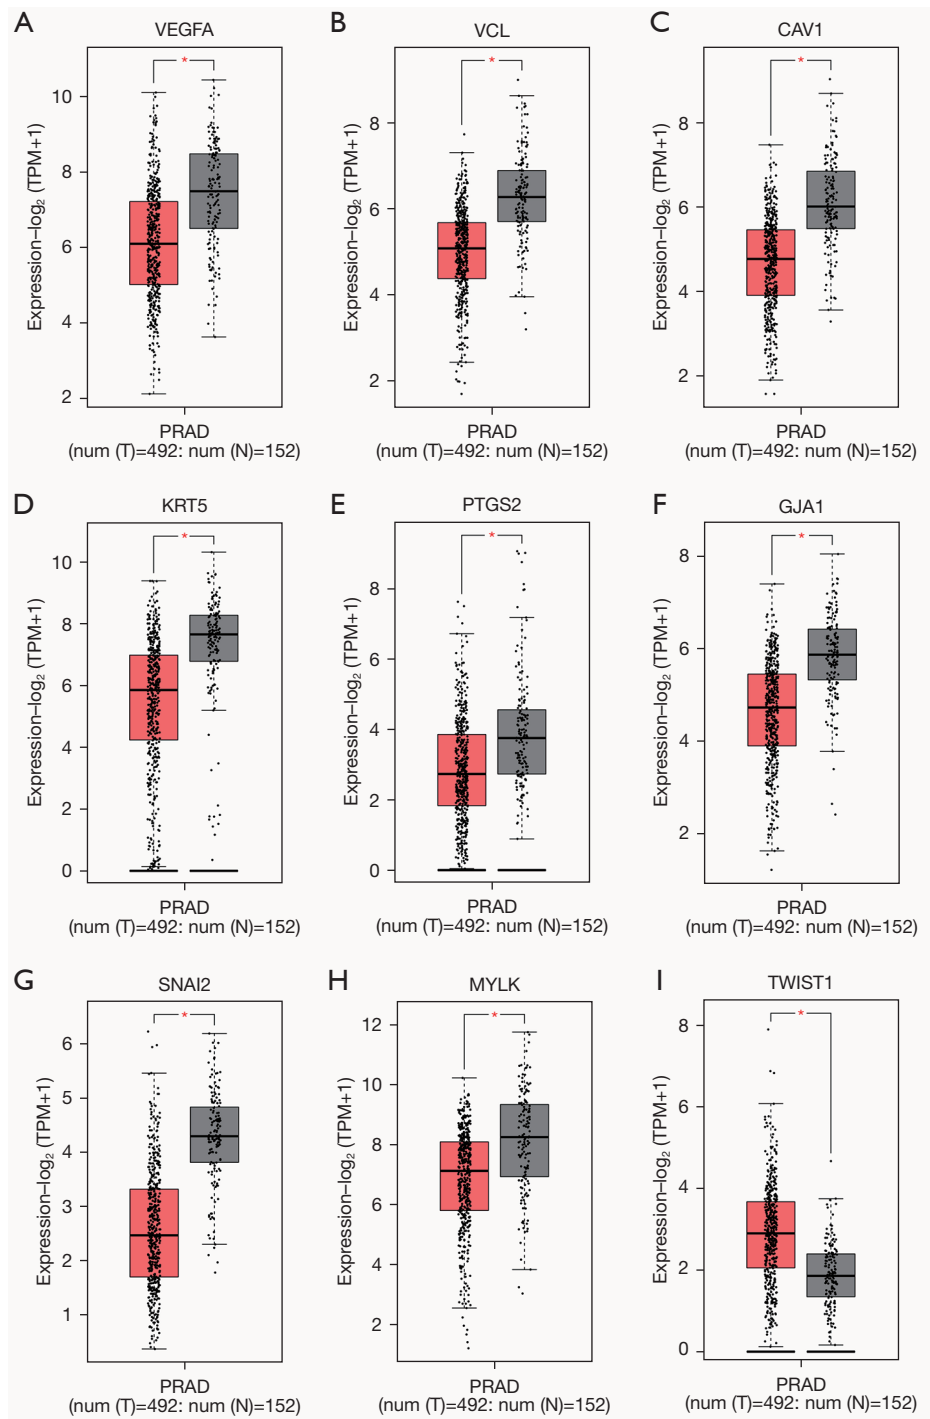 A
VEGFA
*
Expression–log₂ (TPM+1)
10
8
6
4
2
PRAD
(num (T)=492: num (N)=152)
B
VCL
*
Expression–log₂ (TPM+1)
8
6
4
2
PRAD
(num (T)=492: num (N)=152)
C
CAV1
*
Expression–log₂ (TPM+1)
8
6
4
2
PRAD
(num (T)=492: num (N)=152)
D
KRT5
*
Expression–log₂ (TPM+1)
10
8
6
4
2
0
PRAD
(num (T)=492: num (N)=152)
E
PTGS2
*
Expression–log₂ (TPM+1)
8
6
4
2
0
PRAD
(num (T)=492: num (N)=152)
F
GJA1
*
Expression–log₂ (TPM+1)
8
6
4
2
PRAD
(num (T)=492: num (N)=152)
G
SNAI2
*
Expression–log₂ (TPM+1)
6
5
4
3
2
1
PRAD
(num (T)=492: num (N)=152)
H
MYLK
*
Expression–log₂ (TPM+1)
12
10
8
6
4
2
PRAD
(num (T)=492: num (N)=152)
I
TWIST1
*
Expression–log₂ (TPM+1)
8
6
4
2
0
PRAD
(num (T)=492: num (N)=152)